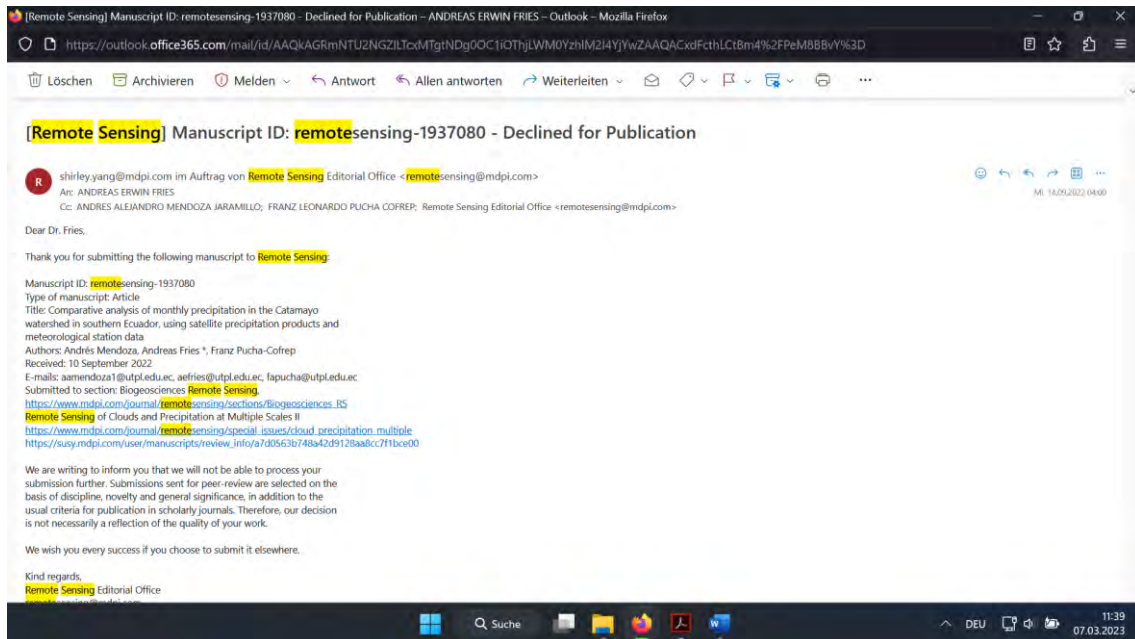 [Remote Sensing] Manuscript ID: remotesensing-1937080 - Declined for Publication – ANDREAS ERWIN FRIES – Outlook – Mozilla Firefox
Löschen Archivieren Melden Antwort Allen antworten Weiterleiten
[Remote Sensing] Manuscript ID: remotesensing-1937080 - Declined for Publication
R
shirley.yang@mdpi.com im Auftrag von Remote Sensing Editorial Office <remotesensing@mdpi.com>
An: ANDREAS ERWIN FRIES
Cc: ANDRES ALEJANDRO MENDOZA JARAMILLO; FRANZ LEONARDO PUCHA COFREP; Remote Sensing Editorial Office <remotesensing@mdpi.com>
Mi. 14.09.2022 04:00
Dear Dr. Fries,
Thank you for submitting the following manuscript to Remote Sensing:
Manuscript ID: remotesensing-1937080
Type of manuscript: Article
Title: Comparative analysis of monthly precipitation in the Catamayo
watershed in southern Ecuador, using satellite precipitation products and
meteorological station data
Authors: Andrés Mendoza, Andreas Fries *, Franz Pucha-Cofrep
Received: 10 September 2022
E-mails: aamendoza1@utpl.edu.ec, aefries@utpl.edu.ec, fapucha@utpl.edu.ec
Submitted to section: Biogeosciences Remote Sensing,
https://www.mdpi.com/journal/remotesensing/sections/Biogeosciences_RS
Remote Sensing of Clouds and Precipitation at Multiple Scales II
https://www.mdpi.com/journal/remotesensing/special_issues/cloud_precipitation_multiple
https://susy.mdpi.com/user/manuscripts/review_info/a7d0563b748a42d9128aa8cc7f1bce00
We are writing to inform you that we will not be able to process your
submission further. Submissions sent for peer-review are selected on the
basis of discipline, novelty and general significance, in addition to the
usual criteria for publication in scholarly journals. Therefore, our decision
is not necessarily a reflection of the quality of your work.
We wish you every success if you choose to submit it elsewhere.
Kind regards,
Remote Sensing Editorial Office
Suche
DEU
11:39
07.03.2023